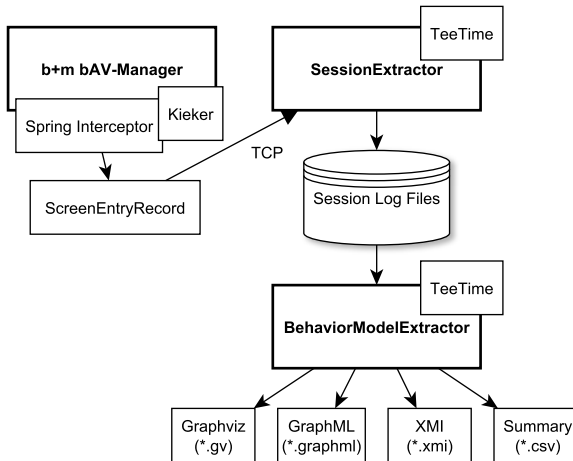 TeeTime
b+m bAV-Manager
SessionExtractor
Kieker
Spring Interceptor
TCP
ScreenEntryRecord
Session Log Files
TeeTime
BehaviorModelExtractor
Graphviz
(*.gv)
GraphML
(*.graphml)
XMI
(*.xmi)
Summary
(*.csv)